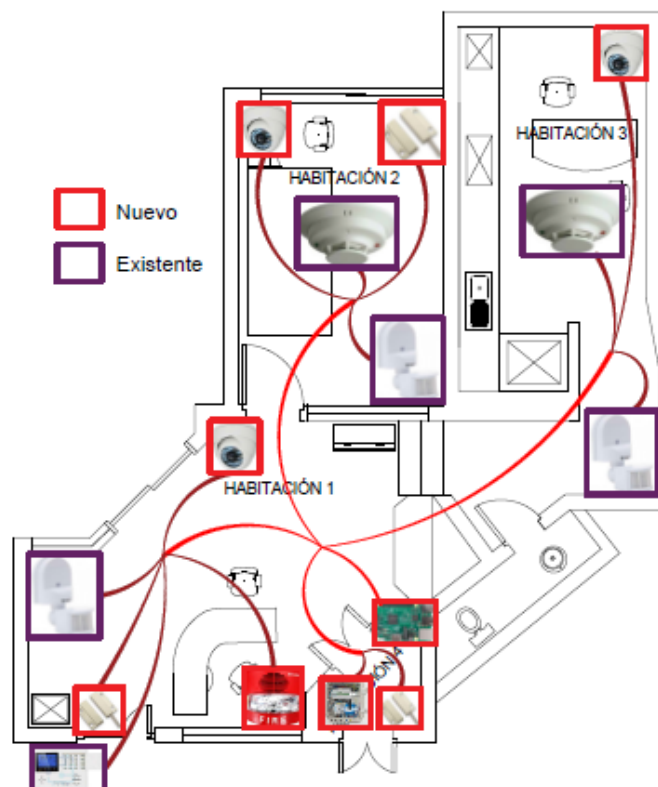 HABITACIÓN 3
HABITACIÓN 2
Nuevo
Existente
HABITACIÓN 1
FIRE